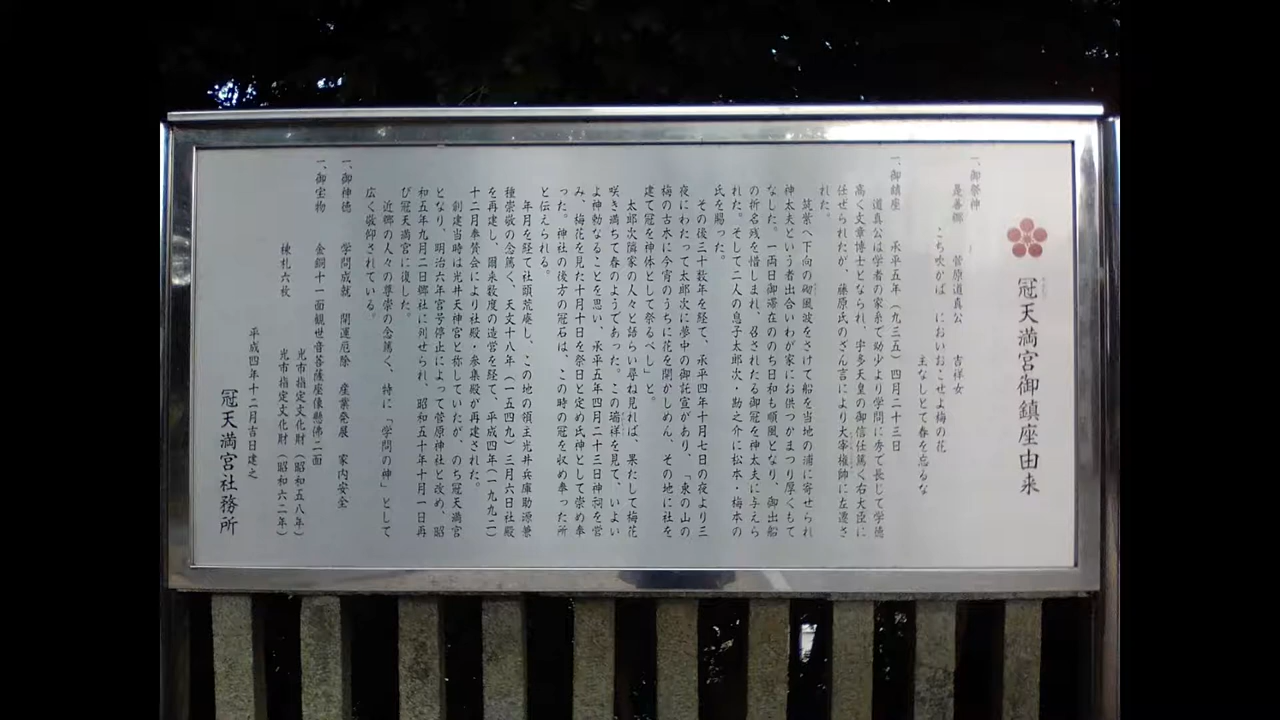 冠天満宮御鎮座由来
一、御祭神
是善卿 菅原道真公 吉祥女
こち吹かば においおこせよ梅の花
主なしとて春を忘るな
一、御鎮座 承平五年（九三五）四月二十三日
道真公は学者の家系で幼少より学問に秀で長じて学徳
高く文章博士となられ、宇多天皇の御信任篤く右大臣に
任せられたが、藤原氏のざん言により大宰権帥に左遷さ
れた。
筑紫へ下向の砌風波をさけて船を当地の浦に寄せられ
神太夫という者出合いわが家にお供つかまつり厚くもて
なした。一両日御滞在ののち日和も順風となり、御出船
の折名残を惜しまれ、召されたる御冠を神太夫に与えら
れた。そして二人の息子太郎次・助之介に松本・梅本の
氏を賜った。
その後三十数年を経て、承平四年十月七日の夜より三
夜にわたって太郎次に夢中の御託宣があり、「東の山の
梅の古木に今宵のうちに花を開かしめん、その地に社を
建て冠を神体として祭るべし」と。
太郎次隣家の人々と語らい尋ね見れば、果たして梅花
咲き満ちて春のようであった。この瑞祥を見て、いよい
よ神勅なることを思い、承平五年四月二十三日神祠を営
み、梅花を見た十月十日を祭日と定め氏神として崇め奉
った。神社の後方の冠石は、この時の冠を収め奉った所
と伝えられる。
年月を経て社頭荒廃し、この地の領主光井兵庫助源兼
種崇敬の念篤く、天文十八年（一五四九）三月六日社殿
を再建し、爾来数度の造営を経て、平成四年（一九九二）
十二月奉賛会により社殿・参集殿が再建された。
創建当時は光井天神宮と称していたが、のち冠天満宮
となり、明治六年宮号停止によって菅原神社と改め、昭
和五年九月二日郷社に列せられ、昭和五十年十月一日再
び冠天満宮に復した。
近郷の人々の尊崇の念篤く、特に「学問の神」として
広く敬仰されている。
一、御神徳 学問成就 開運厄除 産業発展 家内安全
一、御宝物 金銅十一面観世音菩薩座像懸佛二面
光市指定文化財（昭和五八年）
棟札六枚 光市指定文化財（昭和六二年）
平成四年十二月吉日建之
冠天満宮社務所